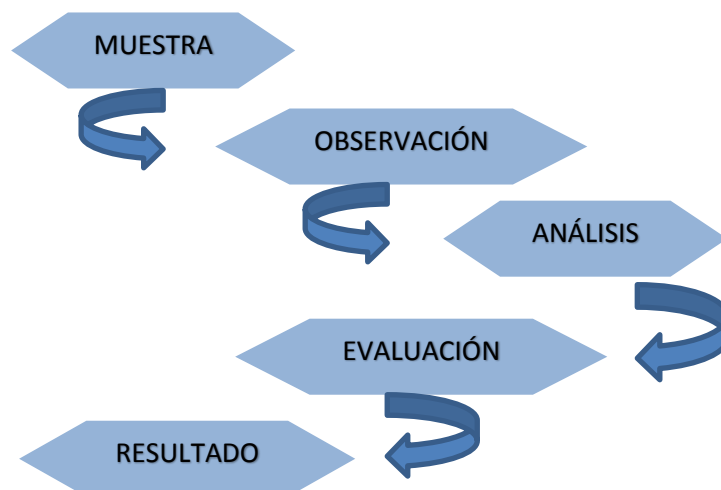 MUESTRA
OBSERVACIÓN
ANÁLISIS
EVALUACIÓN
RESULTADO